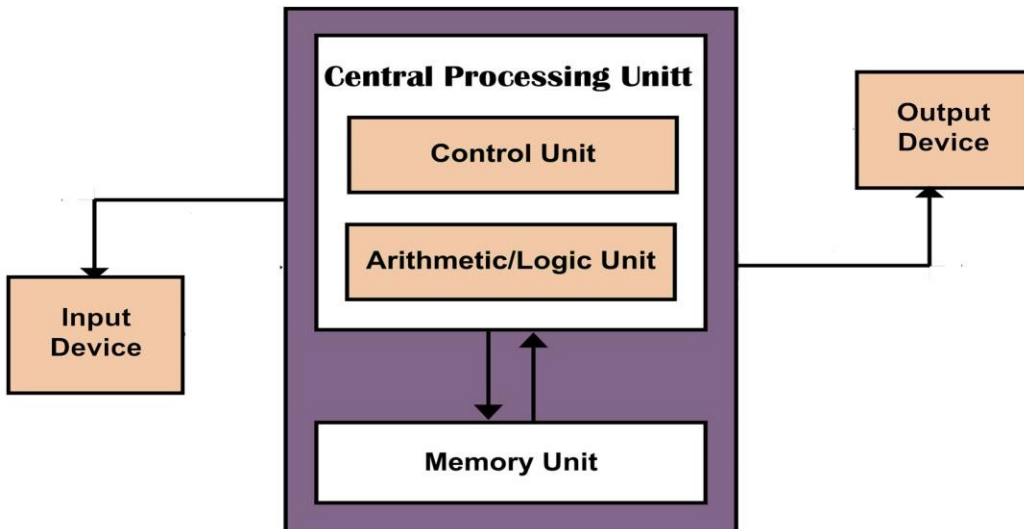 Central Processing Unitt
Control Unit
Arithmetic/Logic Unit
Memory Unit
Input
Device
Output
Device